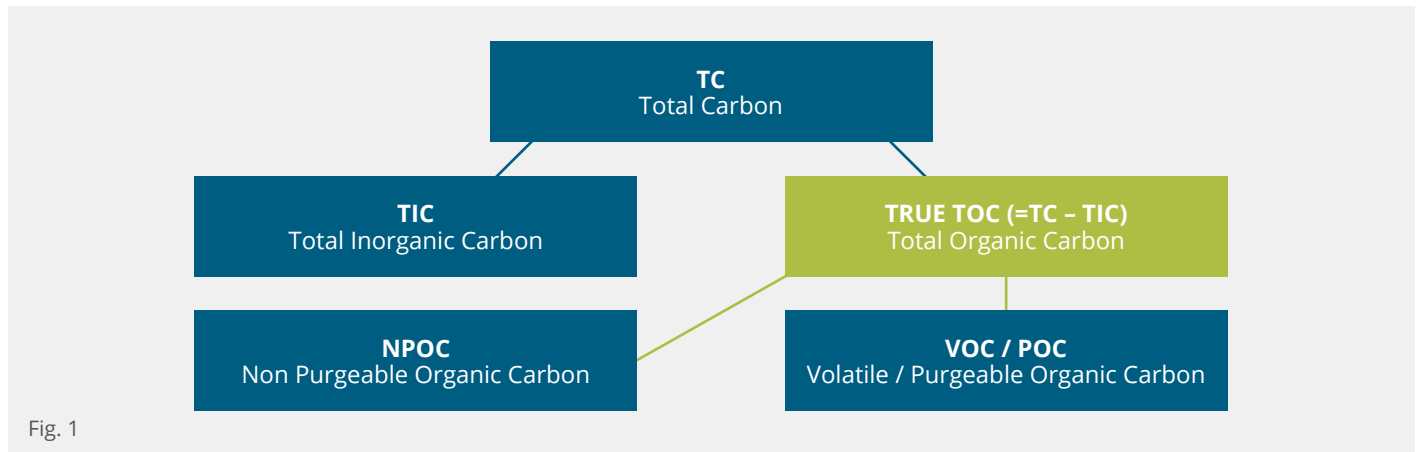 TC
Total Carbon
TIC
Total Inorganic Carbon
TRUE TOC (=TC – TIC)
Total Organic Carbon
NPOC
Non Purgeable Organic Carbon
VOC / POC
Volatile / Purgeable Organic Carbon
Fig. 1